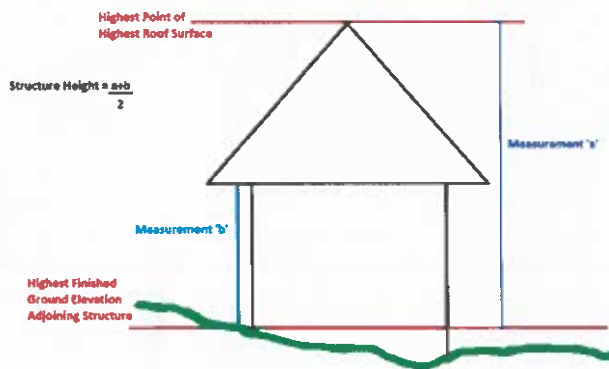 Highest Point of
Highest Roof Surface
Structure Height = a+b
2
Measurement 'a'
Measurement 'b'
Highest Finished
Ground Elevation
Adjoining Structure